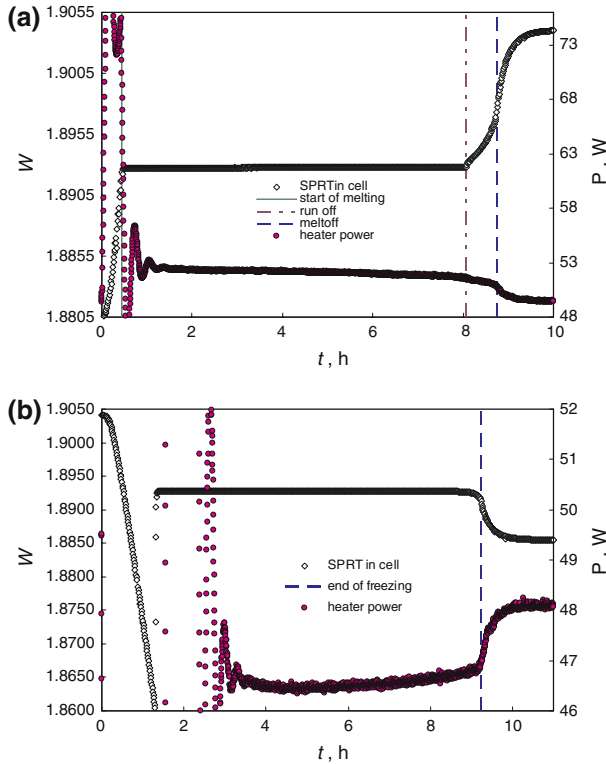 (a)
1.9055
1.9005
1.8955
1.8905
1.8855
1.8805
W
73
68
63
58
53
48
P, W
SPRTin cell
start of melting
run off
meltoff
heater power
0 2 4 6 8 10
t, h
(b)
1.9050
1.9000
1.8950
1.8900
1.8850
1.8800
1.8750
1.8700
1.8650
1.8600
W
52
51
50
49
48
47
46
P, W
SPRT in cell
end of freezing
heater power
0 2 4 6 8 10
t, h